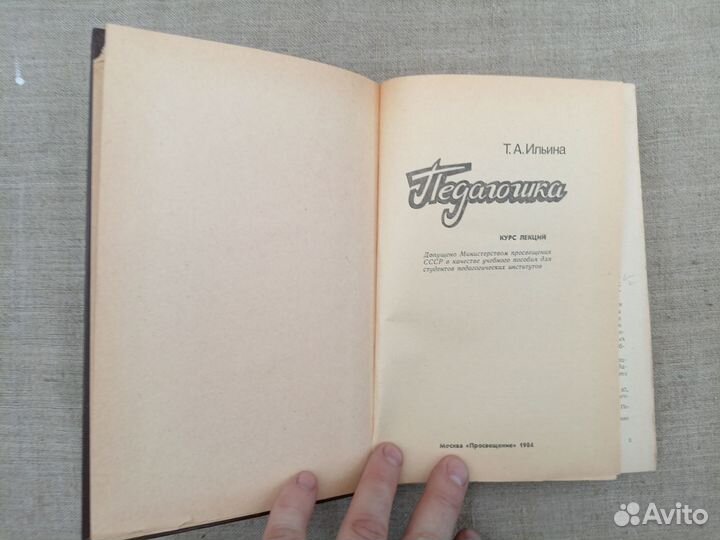 Т. А. Ильина
Педагогика
КУРС ЛЕКЦИЙ
Допущено Министерством просвещения
СССР в качестве учебного пособия для
студентов педагогических институтов
Москва «Просвещение» 1984
Avito